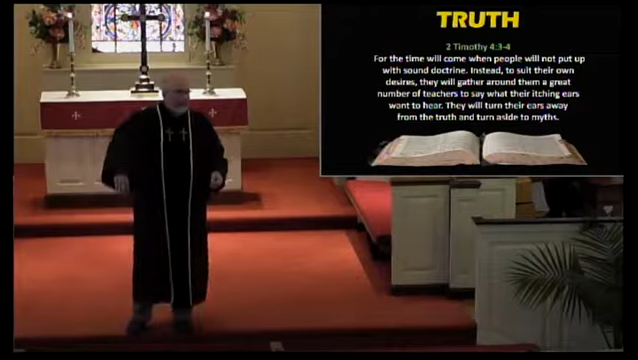 TRUTH
2 Timothy 4:3-4
For the time will come when people will not put up
with sound doctrine. Instead, to suit their own
desires, they will gather around them a great
number of teachers to say what their itching ears
want to hear. They will turn their ears away
from the truth and turn aside to myths.